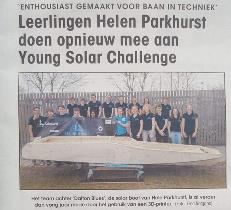 'ENTHOUSIAST GEMAAKT VOOR BAAN IN TECHNIEK'
Leerlingen Helen Parkhurst
doen opnieuw mee aan
Young Solar Challenge
Het team achter 'Dalton Blues', de solar boot van Helen Parkhurst, is al verder
dan vorig jaar mede door het gebruik van een 3D-printer.